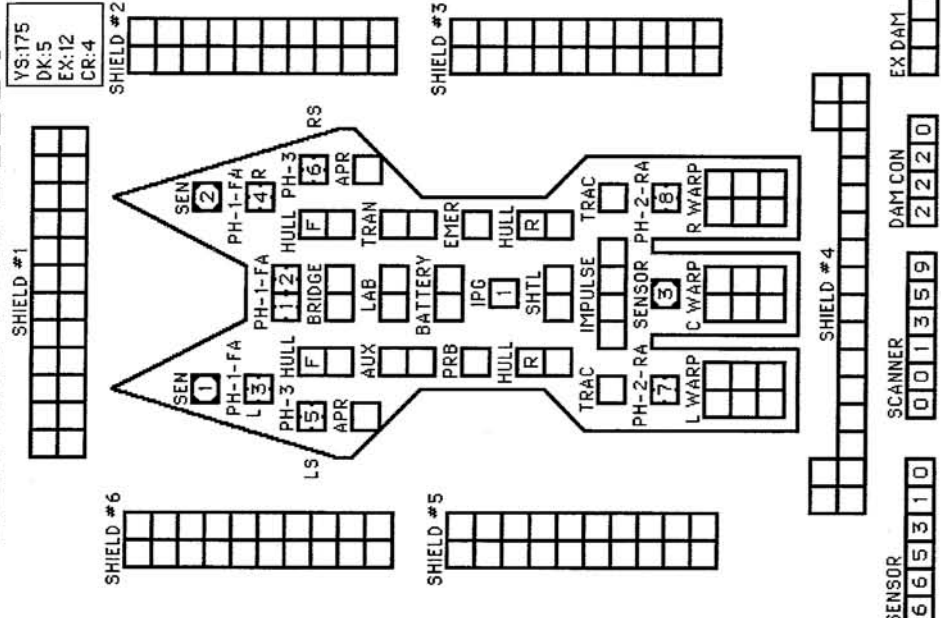 YS:175
DK:5
EX:12
CR:4
SHIELD #1
SHIELD #2
SHIELD #3
SHIELD #4
SHIELD #5
SHIELD #6
SEN
1
SEN
2
PH-1-FA
L 3
PH-1-FA
1 2
PH-1-FA
4 R
PH-3
5
PH-3
6
LS
RS
APR
APR
HULL
F
BRIDGE
HULL
F
AUX
LAB
TRAN
PRB
BATTERY
EMER
IPG
1
HULL
R
SHTL
HULL
R
TRAC
IMPULSE
TRAC
PH-2-RA
7
SENSOR
3
PH-2-RA
8
L WARP
C WARP
R WARP
SENSOR
6 6 5 3 1 0
SCANNER
0 0 1 3 5 9
DAM CON
2 2 2 0
EX DAM